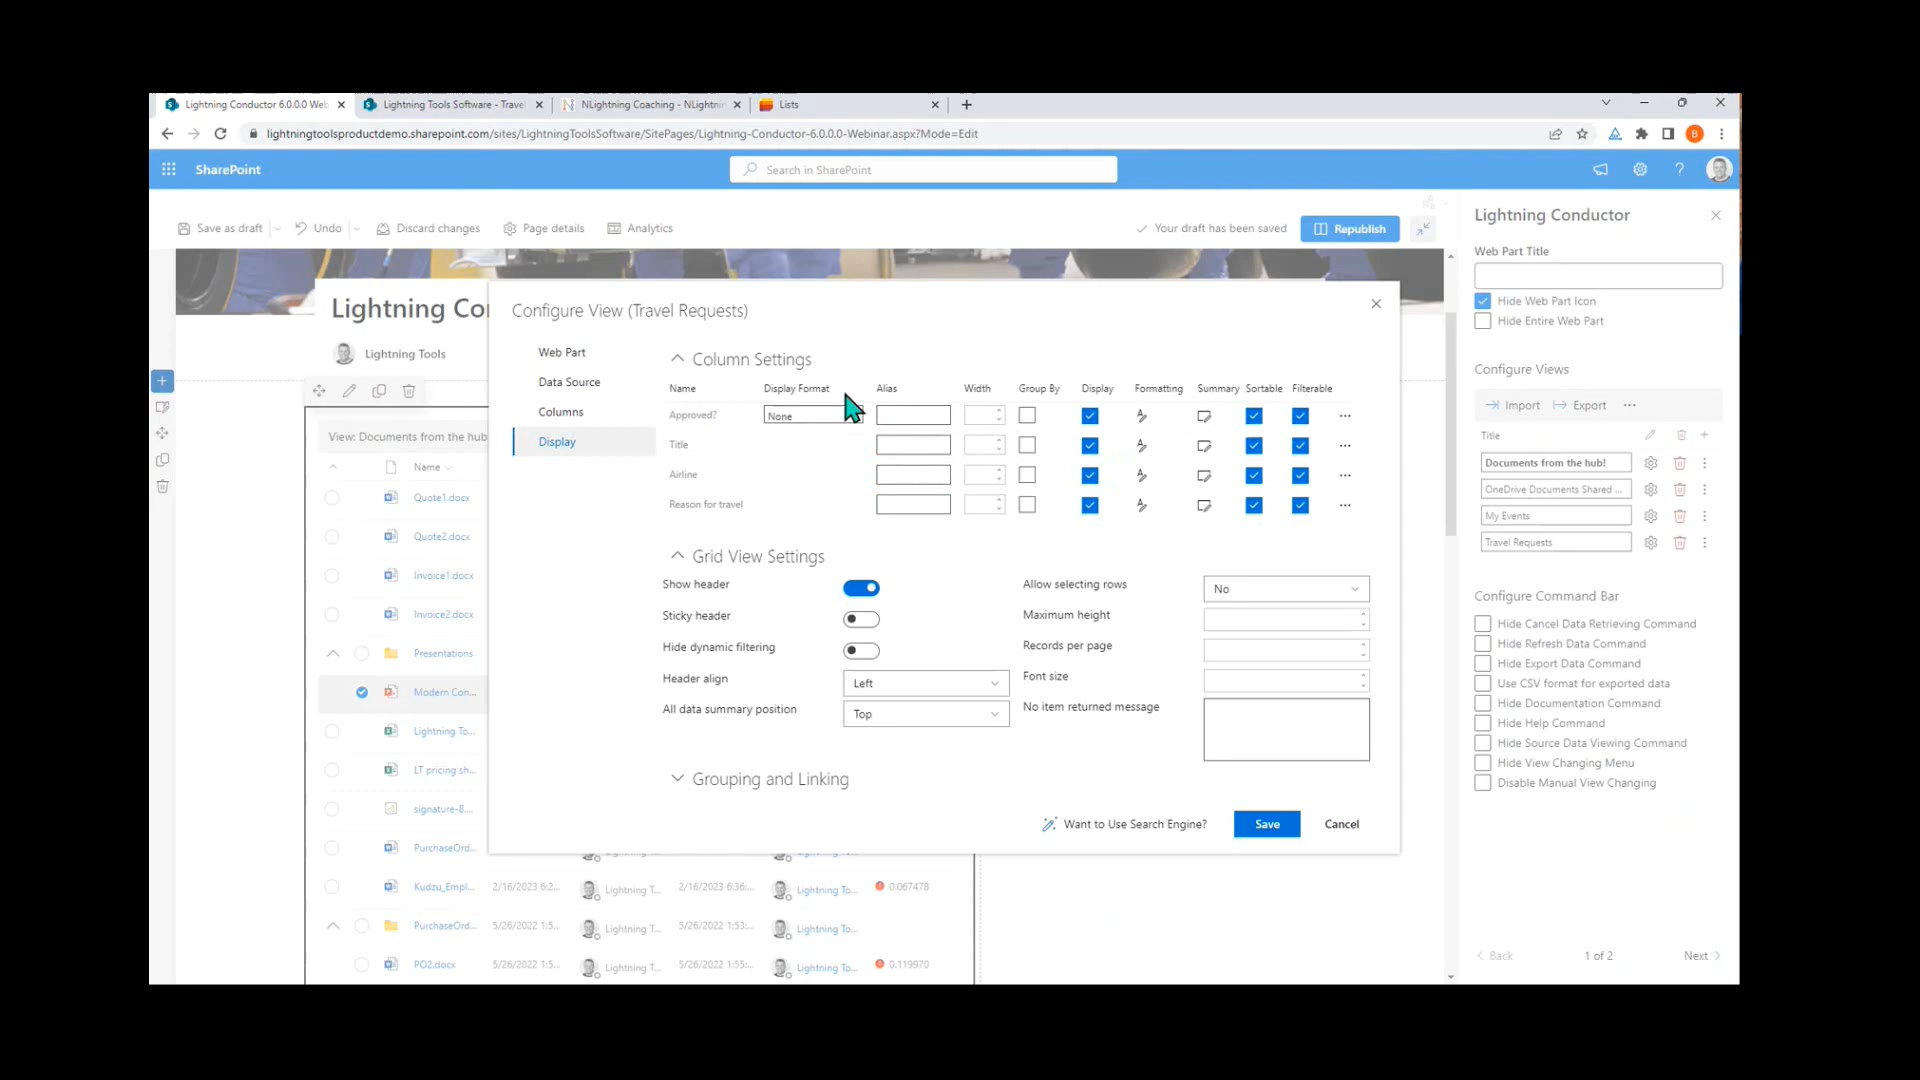 Lightning Conductor 6.0.0.0 Web
Lightning Tools Software - Travel
NLightning Coaching - NLightnin
Lists
lightningtoolsproductdemo.sharepoint.com/sites/LightningToolsSoftware/SitePages/Lightning-Conductor-6.0.0.0-Webinar.aspx?Mode=Edit
B
SharePoint
Search in SharePoint
Save as draft
Undo
Discard changes
Page details
Analytics
Your draft has been saved
Republish
Lightning Co
Lightning Tools
View: Documents from the hub
Name
Quote1.docx
Quote2.docx
Invoice1.docx
Invoice2.docx
Presentations
Modern Con...
Lightning To...
LT pricing sh...
signature-8....
PurchaseOrd...
Kudzu_Empl... 2/16/2023 6:2... Lightning T... 2/16/2023 6:36:... Lightning To... 0.067478
PurchaseOrd... 5/26/2022 1:5... Lightning T... 5/26/2022 1:53:... Lightning To...
PO2.docx 5/26/2022 1:5... Lightning T... 5/26/2022 1:55:... Lightning To... 0.119970
Configure View (Travel Requests)
Web Part
Data Source
Columns
Display
Column Settings
Name Display Format Alias Width Group By Display Formatting Summary Sortable Filterable
Approved? None
Title
Airline
Reason for travel
Grid View Settings
Show header
Sticky header
Hide dynamic filtering
Header align Left
All data summary position Top
Allow selecting rows No
Maximum height
Records per page
Font size
No item returned message
Grouping and Linking
Want to Use Search Engine?
Save
Cancel
Lightning Conductor
Web Part Title
Hide Web Part Icon
Hide Entire Web Part
Configure Views
Import
Export
Title
Documents from the hub!
OneDrive Documents Shared ...
My Events
Travel Requests
Configure Command Bar
Hide Cancel Data Retrieving Command
Hide Refresh Data Command
Hide Export Data Command
Use CSV format for exported data
Hide Documentation Command
Hide Help Command
Hide Source Data Viewing Command
Hide View Changing Menu
Disable Manual View Changing
Back
1 of 2
Next